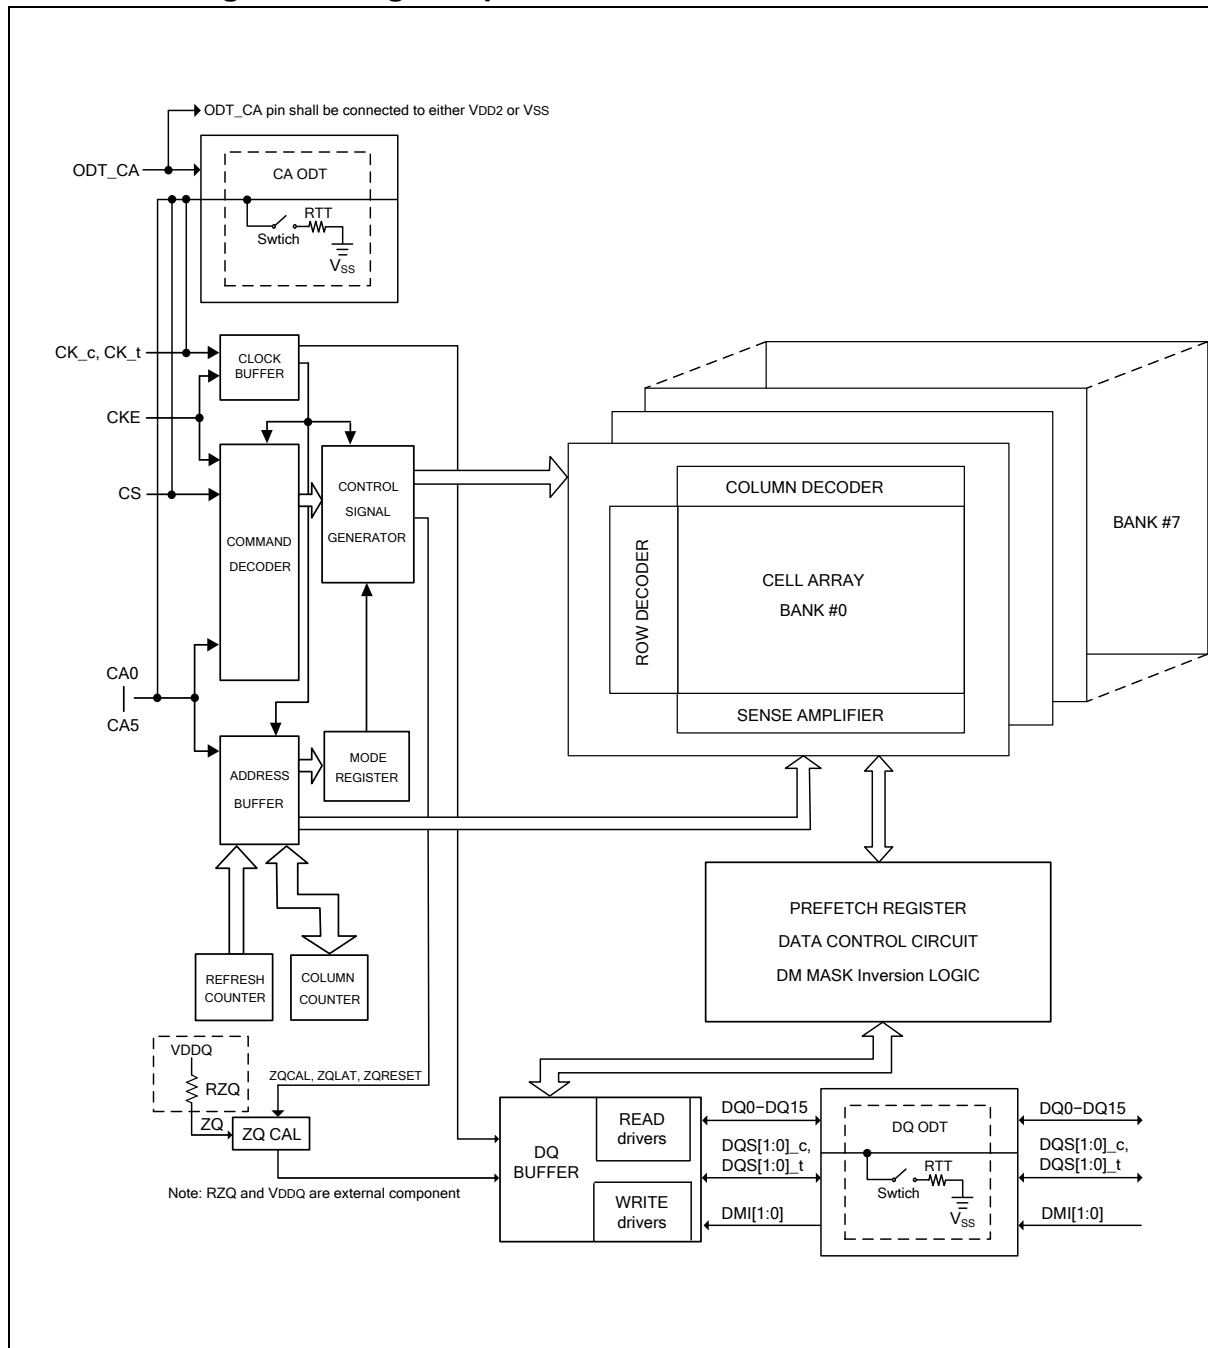 ODT_CA pin shall be connected to either VDD2 or VSS
ODT_CA
CA ODT
RTT
Swtich
VSS
CK_c, CK_t
CLOCK
BUFFER
CKE
CS
COMMAND
DECODER
CONTROL
SIGNAL
GENERATOR
COLUMN DECODER
ROW DECODER
CELL ARRAY
BANK #0
SENSE AMPLIFIER
BANK #7
CA0
CA5
ADDRESS
BUFFER
MODE
REGISTER
PREFETCH REGISTER
DATA CONTROL CIRCUIT
DM MASK Inversion LOGIC
REFRESH
COUNTER
COLUMN
COUNTER
VDDQ
RZQ
ZQ
ZQCAL, ZQLAT, ZQRESET
ZQ CAL
Note: RZQ and VDDQ are external component
DQ
BUFFER
READ
drivers
WRITE
drivers
DQ0−DQ15
DQS[1:0]_c,
DQS[1:0]_t
DMI[1:0]
DQ ODT
RTT
Swtich
VSS
DQ0−DQ15
DQS[1:0]_c,
DQS[1:0]_t
DMI[1:0]